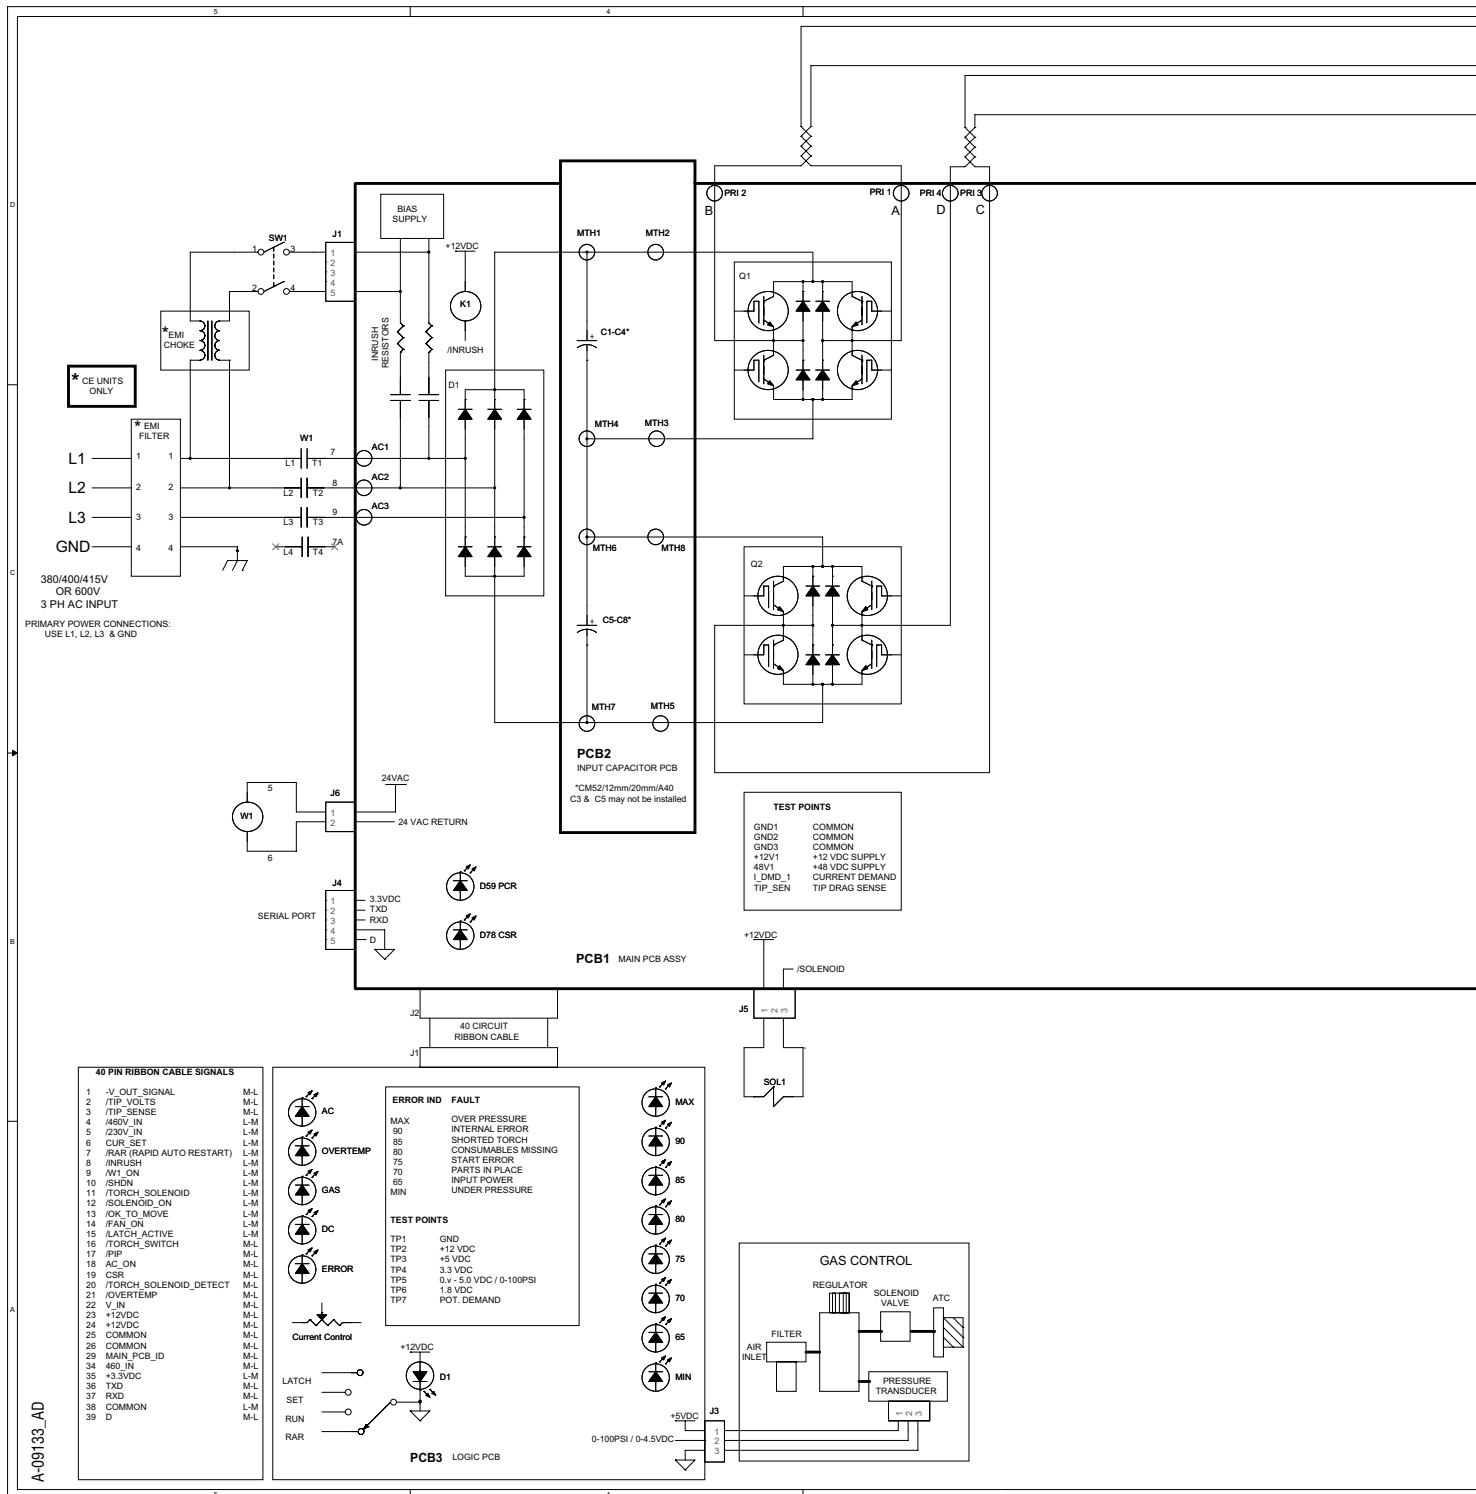 5
4
D
C
B
A
PRI 2
PRI 1
PRI 4
PRI 3
B
A
D
C
BIAS
SUPPLY
SW1
1
3
2
4
J1
1
2
3
4
5
+12VDC
K1
/INRUSH
INRUSH
RESISTORS
* EMI
CHOKE
* CE UNITS
ONLY
D1
MTH1
MTH2
C1-C4*
+
MTH4
MTH3
MTH6
MTH8
C5-C8*
+
MTH7
MTH5
Q1
Q2
* EMI
FILTER
L1
1
1
L2
2
2
L3
3
3
GND
4
4
W1
L1
T1
7
AC1
L2
T2
8
AC2
L3
T3
9
AC3
L4
T4
7A
380/400/415V
OR 600V
3 PH AC INPUT
PRIMARY POWER CONNECTIONS:
USE L1, L2, L3 & GND
PCB2
INPUT CAPACITOR PCB
*CM52/12mm/20mm/A40
C3 & C5 may not be installed
W1
5
6
J6
1
2
24VAC
24 VAC RETURN
J4
SERIAL PORT
1
2
3
4
5
3.3VDC
TXD
RXD
D
D59 PCR
D78 CSR
TEST POINTS
GND1 COMMON
GND2 COMMON
GND3 COMMON
+12V1 +12 VDC SUPPLY
48V1 +48 VDC SUPPLY
I_DMD_1 CURRENT DEMAND
TIP_SEN TIP DRAG SENSE
PCB1 MAIN PCB ASSY
+12VDC
/SOLENOID
J5
1
2
3
SOL1
J2
40 CIRCUIT
RIBBON CABLE
J1
40 PIN RIBBON CABLE SIGNALS
1 -V_OUT_SIGNAL M-L
2 /TIP_VOLTS M-L
3 /TIP_SENSE M-L
4 /460V_IN L-M
5 /230V_IN L-M
6 CUR_SET L-M
7 /RAR (RAPID AUTO RESTART) L-M
8 /INRUSH L-M
9 /W1_ON L-M
10 /SHDN L-M
11 /TORCH_SOLENOID L-M
12 /SOLENOID_ON L-M
13 /OK_TO_MOVE L-M
14 /FAN_ON L-M
15 /LATCH_ACTIVE L-M
16 /TORCH_SWITCH M-L
17 /PIP M-L
18 AC_ON M-L
19 CSR M-L
20 /TORCH_SOLENOID_DETECT M-L
21 /OVERTEMP M-L
22 V_IN M-L
23 +12VDC M-L
24 +12VDC M-L
25 COMMON M-L
26 COMMON M-L
29 MAIN_PCB_ID M-L
34 460_IN M-L
35 +3.3VDC L-M
36 TXD M-L
37 RXD M-L
38 COMMON L-M
39 D M-L
AC
OVERTEMP
GAS
DC
ERROR
Current Control
ERROR IND FAULT
MAX OVER PRESSURE
90 INTERNAL ERROR
85 SHORTED TORCH
80 CONSUMABLES MISSING
75 START ERROR
70 PARTS IN PLACE
65 INPUT POWER
MIN UNDER PRESSURE
TEST POINTS
TP1 GND
TP2 +12 VDC
TP3 +5 VDC
TP4 3.3 VDC
TP5 0.v - 5.0 VDC / 0-100PSI
TP6 1.8 VDC
TP7 POT. DEMAND
MAX
90
85
80
75
70
65
MIN
+12VDC
D1
LATCH
SET
RUN
RAR
PCB3 LOGIC PCB
+5VDC
0-100PSI / 0-4.5VDC
J3
1
2
3
GAS CONTROL
REGULATOR
SOLENOID
VALVE
ATC
FILTER
AIR
INLET
PRESSURE
TRANSDUCER
1
2
3
A-09133_AD
5
4